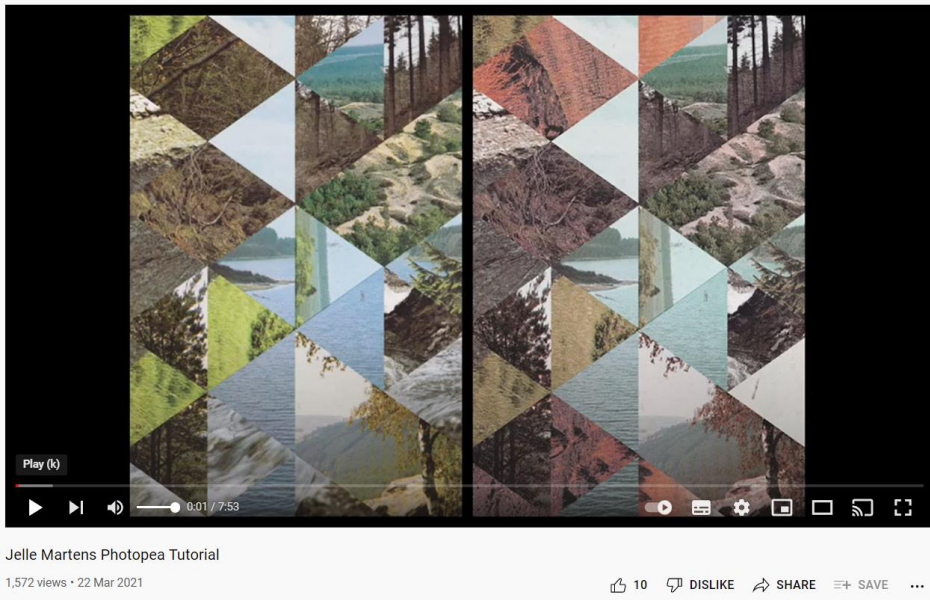 Play (k)
0:01 / 7:53
Jelle Martens Photopea Tutorial
1,572 views • 22 Mar 2021
10 DISLIKE SHARE SAVE